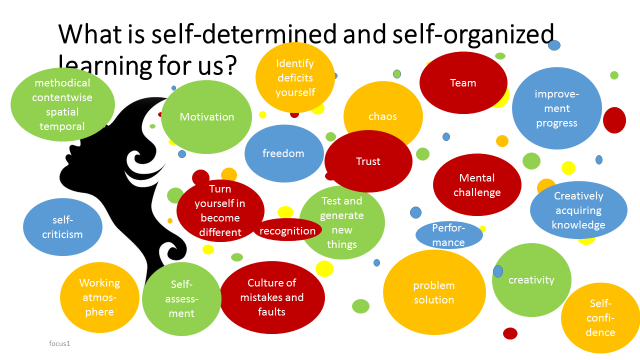 What is self-determined and self-organized
learning for us?
methodical
contentwise
spatial
temporal
Motivation
Identify
deficits
yourself
chaos
Team
improve-
ment
progress
freedom
Trust
Mental
challenge
Creatively
acquiring
knowledge
Turn
yourself in
become
different
recognition
Test and
generate
new
things
Perfor-
mance
self-
criticism
Working
atmos-
phere
Self-
assess-
ment
Culture of
mistakes and
faults
problem
solution
creativity
Self-
confi-
dence
focus1